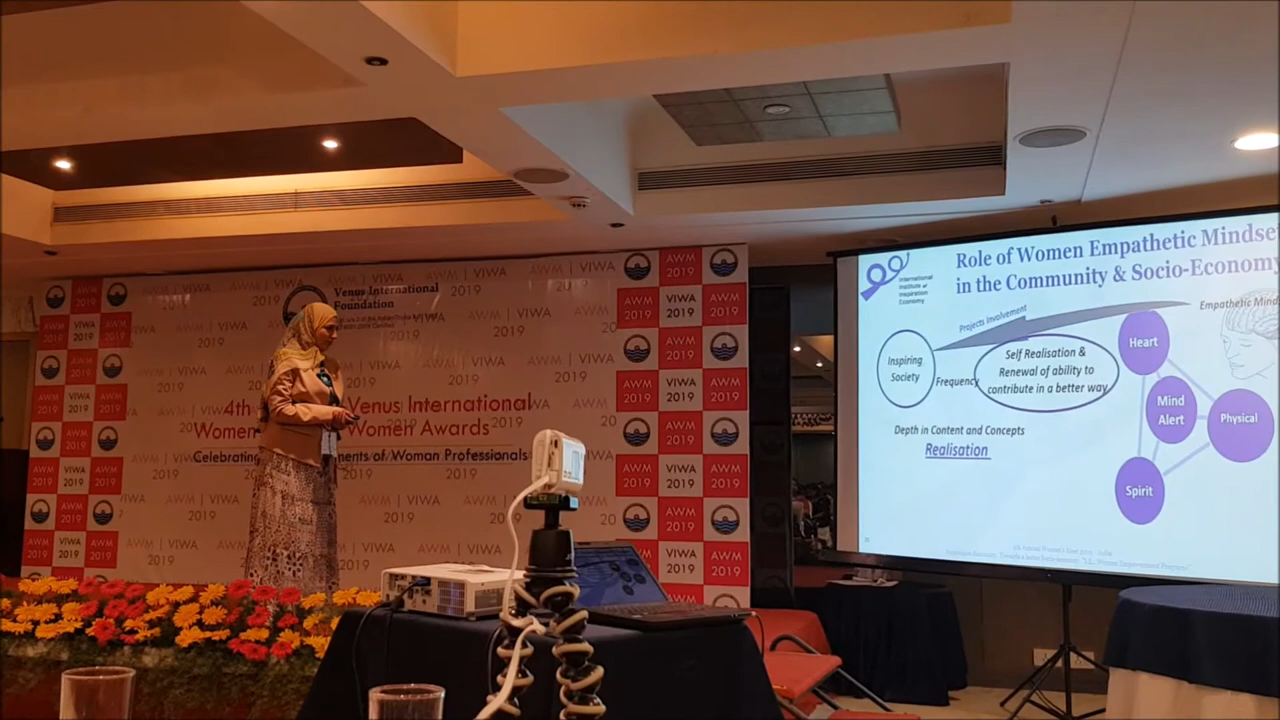 Venus International
Foundation
AWM | VIWA
2019
AWM
2019
VIWA
2019
4th
Venus International
Women
Women Awards
Celebrating
ments of Woman Professionals
International
Institute of
Inspiration
Economy
Role of Women Empathetic Mindse
in the Community & Socio-Economy
Projects Involvement
Empathetic Mind
Inspiring
Society
Frequency
Self Realisation &
Renewal of ability to
contribute in a better way
Heart
Mind
Alert
Physical
Spirit
Depth in Content and Concepts
Realisation